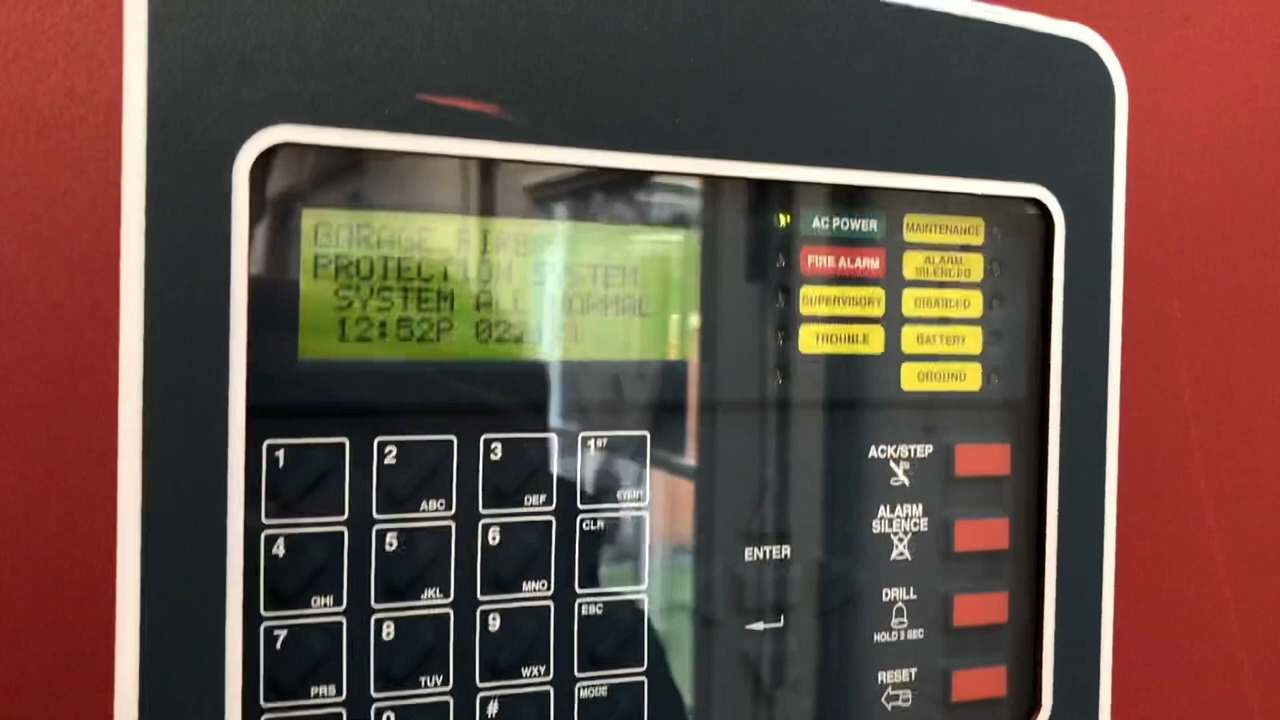 GARAGE FIRE
PROTECTION SYSTEM
SYSTEM ALL NORMAL
12:52P
AC POWER
MAINTENANCE
FIRE ALARM
ALARM
SILENCED
SUPERVISORY
DISABLED
TROUBLE
BATTERY
GROUND
1
2
ABC
3
DEF
1ST
EVENT
4
GHI
5
JKL
6
MNO
CLR
7
PRS
8
TUV
9
WXY
ESC
#
MODE
ENTER
ACK/STEP
ALARM
SILENCE
DRILL
HOLD 2 SEC
RESET